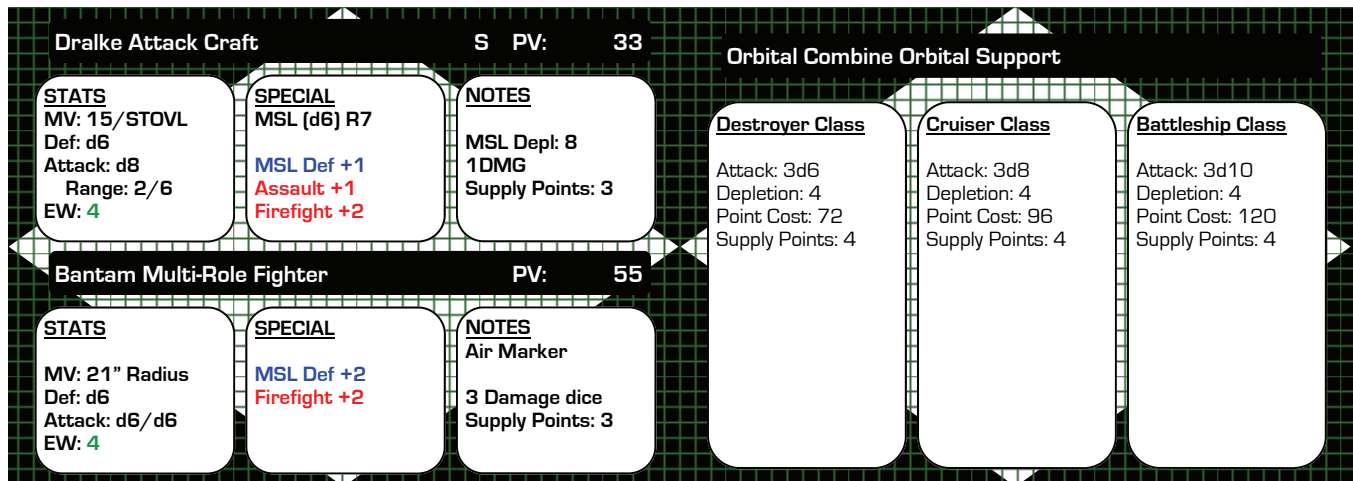 Dralke Attack Craft S PV: 33
STATS
MV: 15/STOVL
Def: d6
Attack: d8
Range: 2/6
EW: 4
SPECIAL
MSL (d6) R7
MSL Def +1
Assault +1
Firefight +2
NOTES
MSL Depl: 8
1DMG
Supply Points: 3
Bantam Multi-Role Fighter PV: 55
STATS
MV: 21” Radius
Def: d6
Attack: d6/d6
EW: 4
SPECIAL
MSL Def +2
Firefight +2
NOTES
Air Marker
3 Damage dice
Supply Points: 3
Orbital Combine Orbital Support
Destroyer Class
Attack: 3d6
Depletion: 4
Point Cost: 72
Supply Points: 4
Cruiser Class
Attack: 3d8
Depletion: 4
Point Cost: 96
Supply Points: 4
Battleship Class
Attack: 3d10
Depletion: 4
Point Cost: 120
Supply Points: 4